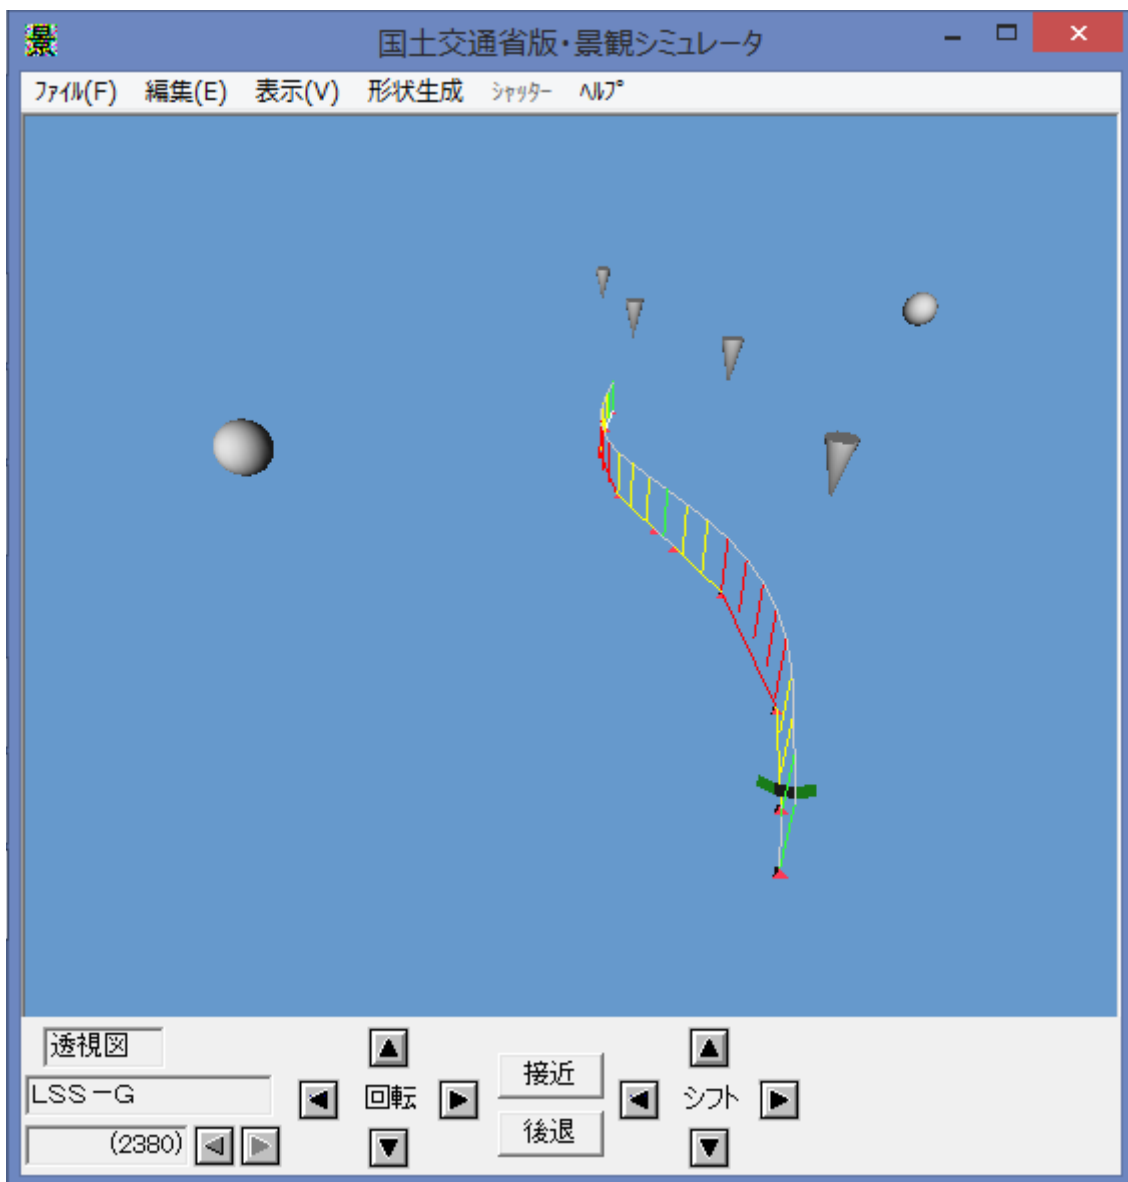 景 国土交通省版・景観シミュレータ
ﾌｧｲﾙ(F) 編集(E) 表示(V) 形状生成 ｼｬｯﾀｰ ﾍﾙﾌﾟ
透視図
LSS－G
(2380)
回転
接近
後退
シフト